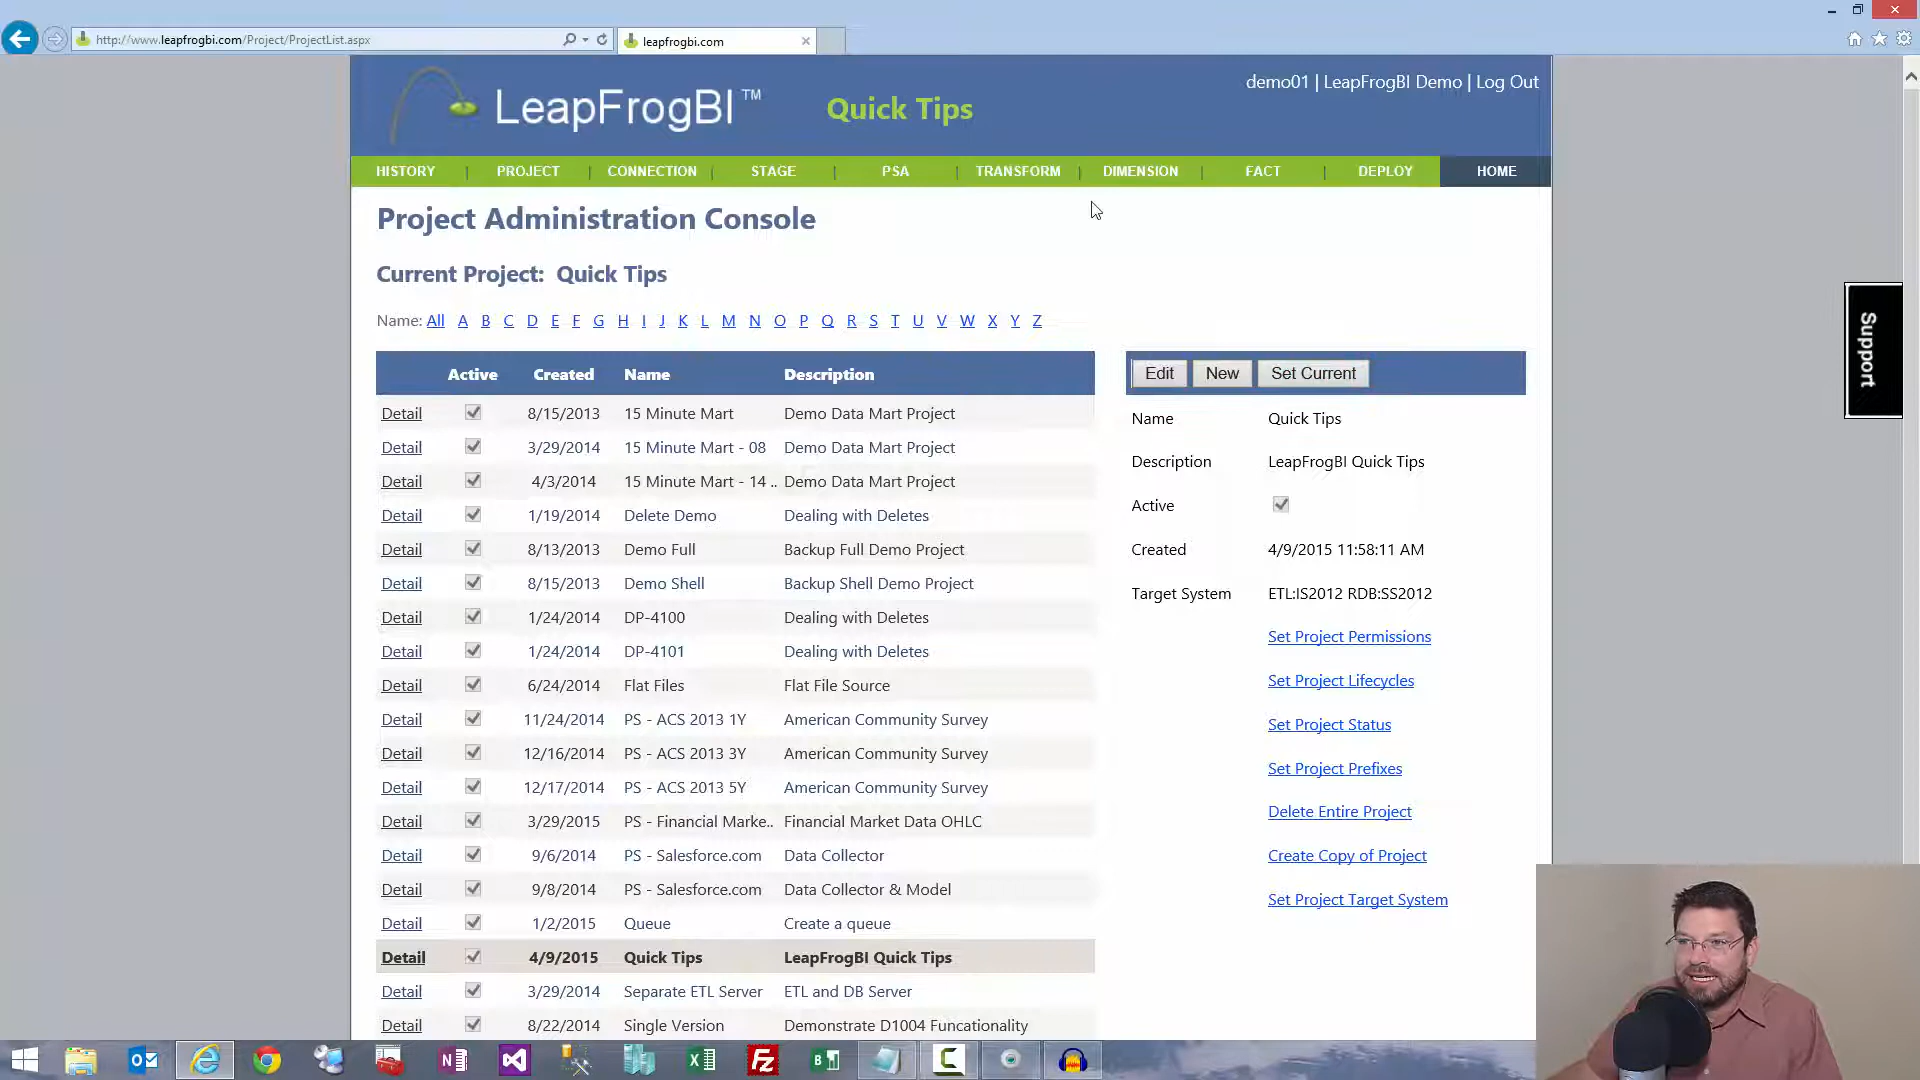 http://www.leapfrogbi.com/Project/ProjectList.aspx
leapfrogbi.com
LeapFrogBI™
Quick Tips
demo01 | LeapFrogBI Demo | Log Out
HISTORY | PROJECT | CONNECTION | STAGE | PSA | TRANSFORM | DIMENSION | FACT | DEPLOY HOME
Project Administration Console
Current Project: Quick Tips
Name: All A B C D E F G H I J K L M N O P Q R S T U V W X Y Z
Active Created Name Description
Detail 8/15/2013 15 Minute Mart Demo Data Mart Project
Detail 3/29/2014 15 Minute Mart - 08 Demo Data Mart Project
Detail 4/3/2014 15 Minute Mart - 14 .. Demo Data Mart Project
Detail 1/19/2014 Delete Demo Dealing with Deletes
Detail 8/13/2013 Demo Full Backup Full Demo Project
Detail 8/15/2013 Demo Shell Backup Shell Demo Project
Detail 1/24/2014 DP-4100 Dealing with Deletes
Detail 1/24/2014 DP-4101 Dealing with Deletes
Detail 6/24/2014 Flat Files Flat File Source
Detail 11/24/2014 PS - ACS 2013 1Y American Community Survey
Detail 12/16/2014 PS - ACS 2013 3Y American Community Survey
Detail 12/17/2014 PS - ACS 2013 5Y American Community Survey
Detail 3/29/2015 PS - Financial Marke.. Financial Market Data OHLC
Detail 9/6/2014 PS - Salesforce.com Data Collector
Detail 9/8/2014 PS - Salesforce.com Data Collector & Model
Detail 1/2/2015 Queue Create a queue
Detail 4/9/2015 Quick Tips LeapFrogBI Quick Tips
Detail 3/29/2014 Separate ETL Server ETL and DB Server
Detail 8/22/2014 Single Version Demonstrate D1004 Funcationality
Edit New Set Current
Name Quick Tips
Description LeapFrogBI Quick Tips
Active
Created 4/9/2015 11:58:11 AM
Target System ETL:IS2012 RDB:SS2012
Set Project Permissions
Set Project Lifecycles
Set Project Status
Set Project Prefixes
Delete Entire Project
Create Copy of Project
Set Project Target System
Support